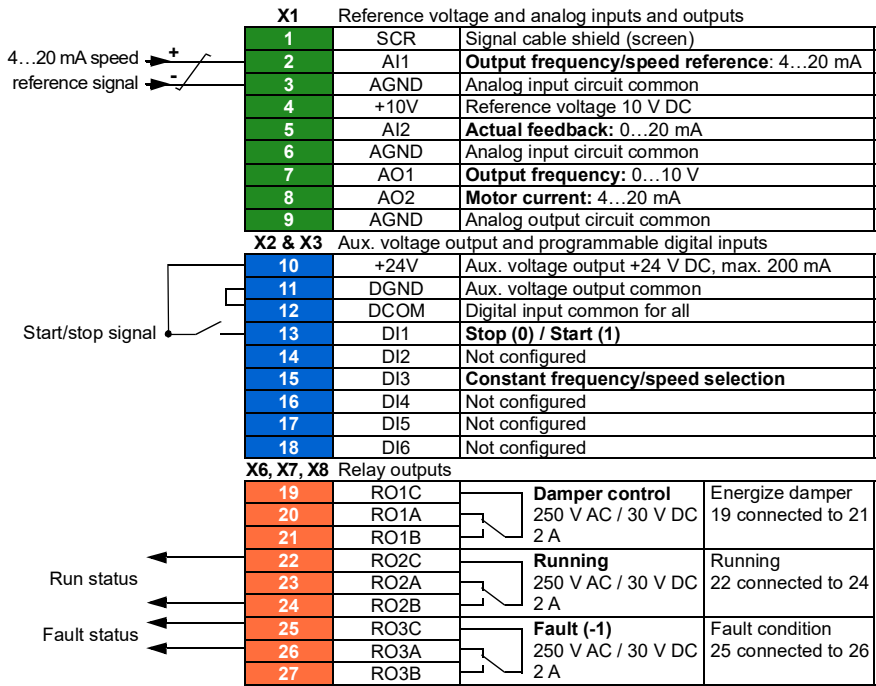 X1 Reference voltage and analog inputs and outputs
1 SCR Signal cable shield (screen)
4…20 mA speed + 2 AI1 Output frequency/speed reference: 4…20 mA
reference signal - 3 AGND Analog input circuit common
4 +10V Reference voltage 10 V DC
5 AI2 Actual feedback: 0…20 mA
6 AGND Analog input circuit common
7 AO1 Output frequency: 0…10 V
8 AO2 Motor current: 4…20 mA
9 AGND Analog output circuit common
X2 & X3 Aux. voltage output and programmable digital inputs
10 +24V Aux. voltage output +24 V DC, max. 200 mA
11 DGND Aux. voltage output common
12 DCOM Digital input common for all
Start/stop signal 13 DI1 Stop (0) / Start (1)
14 DI2 Not configured
15 DI3 Constant frequency/speed selection
16 DI4 Not configured
17 DI5 Not configured
18 DI6 Not configured
X6, X7, X8 Relay outputs
19 RO1C Damper control Energize damper
20 RO1A 250 V AC / 30 V DC 19 connected to 21
21 RO1B 2 A
22 RO2C Running Running
Run status 23 RO2A 250 V AC / 30 V DC 22 connected to 24
24 RO2B 2 A
Fault status 25 RO3C Fault (-1) Fault condition
26 RO3A 250 V AC / 30 V DC 25 connected to 26
27 RO3B 2 A